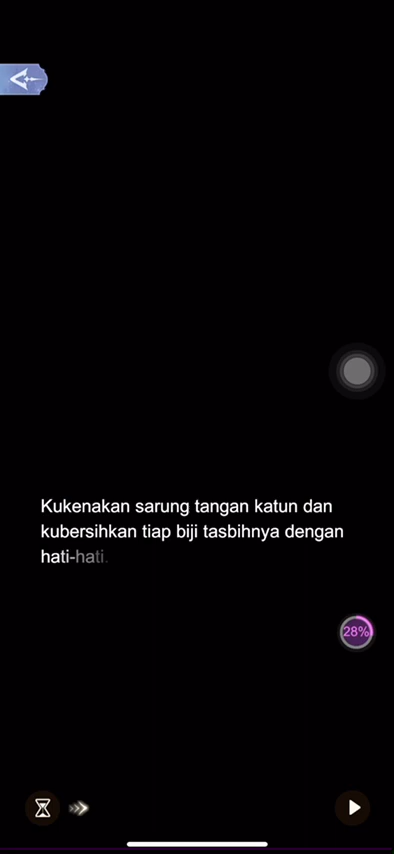 Kukenakan sarung tangan katun dan
kubersihkan tiap biji tasbihnya dengan
hati-hati.
28%